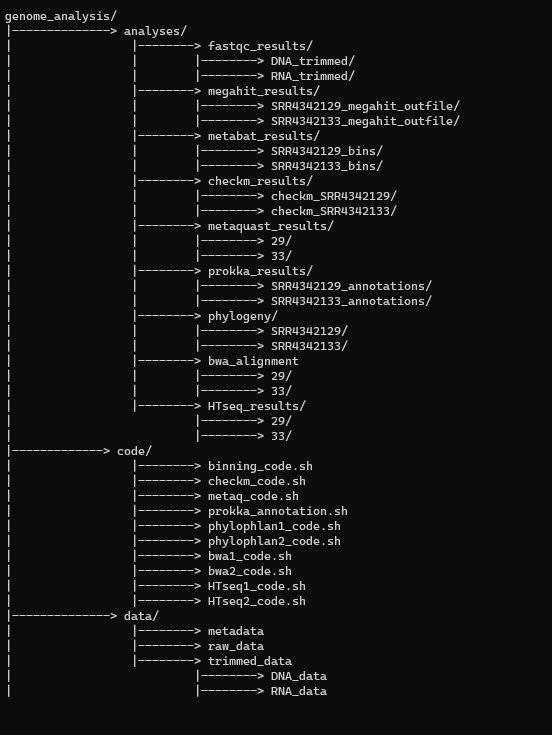 genome_analysis/
|--------------> analyses/
|                 |--------> fastqc_results/
|                 |        |--------> DNA_trimmed/
|                 |        |--------> RNA_trimmed/
|                 |--------> megahit_results/
|                 |        |--------> SRR4342129_megahit_outfile/
|                 |        |--------> SRR4342133_megahit_outfile/
|                 |--------> metabat_results/
|                 |        |--------> SRR4342129_bins/
|                 |        |--------> SRR4342133_bins/
|                 |--------> checkm_results/
|                 |        |--------> checkm_SRR4342129/
|                 |        |--------> checkm_SRR4342133/
|                 |--------> metaquast_results/
|                 |        |--------> 29/
|                 |        |--------> 33/
|                 |--------> prokka_results/
|                 |        |--------> SRR4342129_annotations/
|                 |        |--------> SRR4342133_annotations/
|                 |--------> phylogeny/
|                 |        |--------> SRR4342129/
|                 |        |--------> SRR4342133/
|                 |--------> bwa_alignment
|                 |        |--------> 29/
|                 |        |--------> 33/
|                 |--------> HTseq_results/
|                          |--------> 29/
|                          |--------> 33/
|-------------> code/
|                 |--------> binning_code.sh
|                 |--------> checkm_code.sh
|                 |--------> metaq_code.sh
|                 |--------> prokka_annotation.sh
|                 |--------> phylophlan1_code.sh
|                 |--------> phylophlan2_code.sh
|                 |--------> bwa1_code.sh
|                 |--------> bwa2_code.sh
|                 |--------> HTseq1_code.sh
|                 |--------> HTseq2_code.sh
|--------------> data/
|                 |--------> metadata
|                 |--------> raw_data
|                 |--------> trimmed_data
|                          |--------> DNA_data
|                          |--------> RNA_data